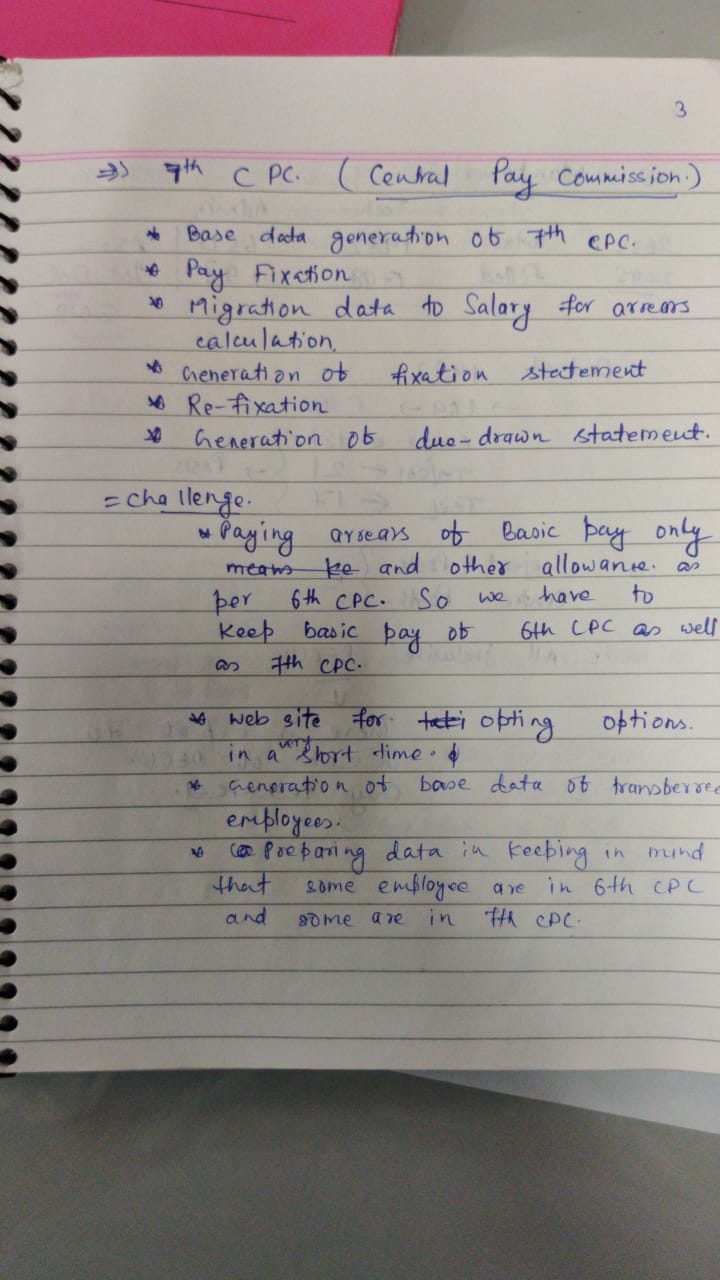 3
⇒) 7th CPC. (Central Pay Commission.)
* Base data generation of 7th CPC.
* Pay Fixation
* Migration data to Salary for arrears
calculation.
* Generation of fixation statement
* Re-fixation
* Generation of due-drawn statement.
= challenge.
* Paying arrears of Basic pay only
means ke and other allowance. as
per 6th CPC. So we have to
keep basic pay of 6th CPC as well
as 7th CPC.
* web site for opting options.
in a very short time.
* Generation of base data of transferree
employees.
* Preparing data in keeping in mind
that some employee are in 6th CPC
and some are in 7th CPC.